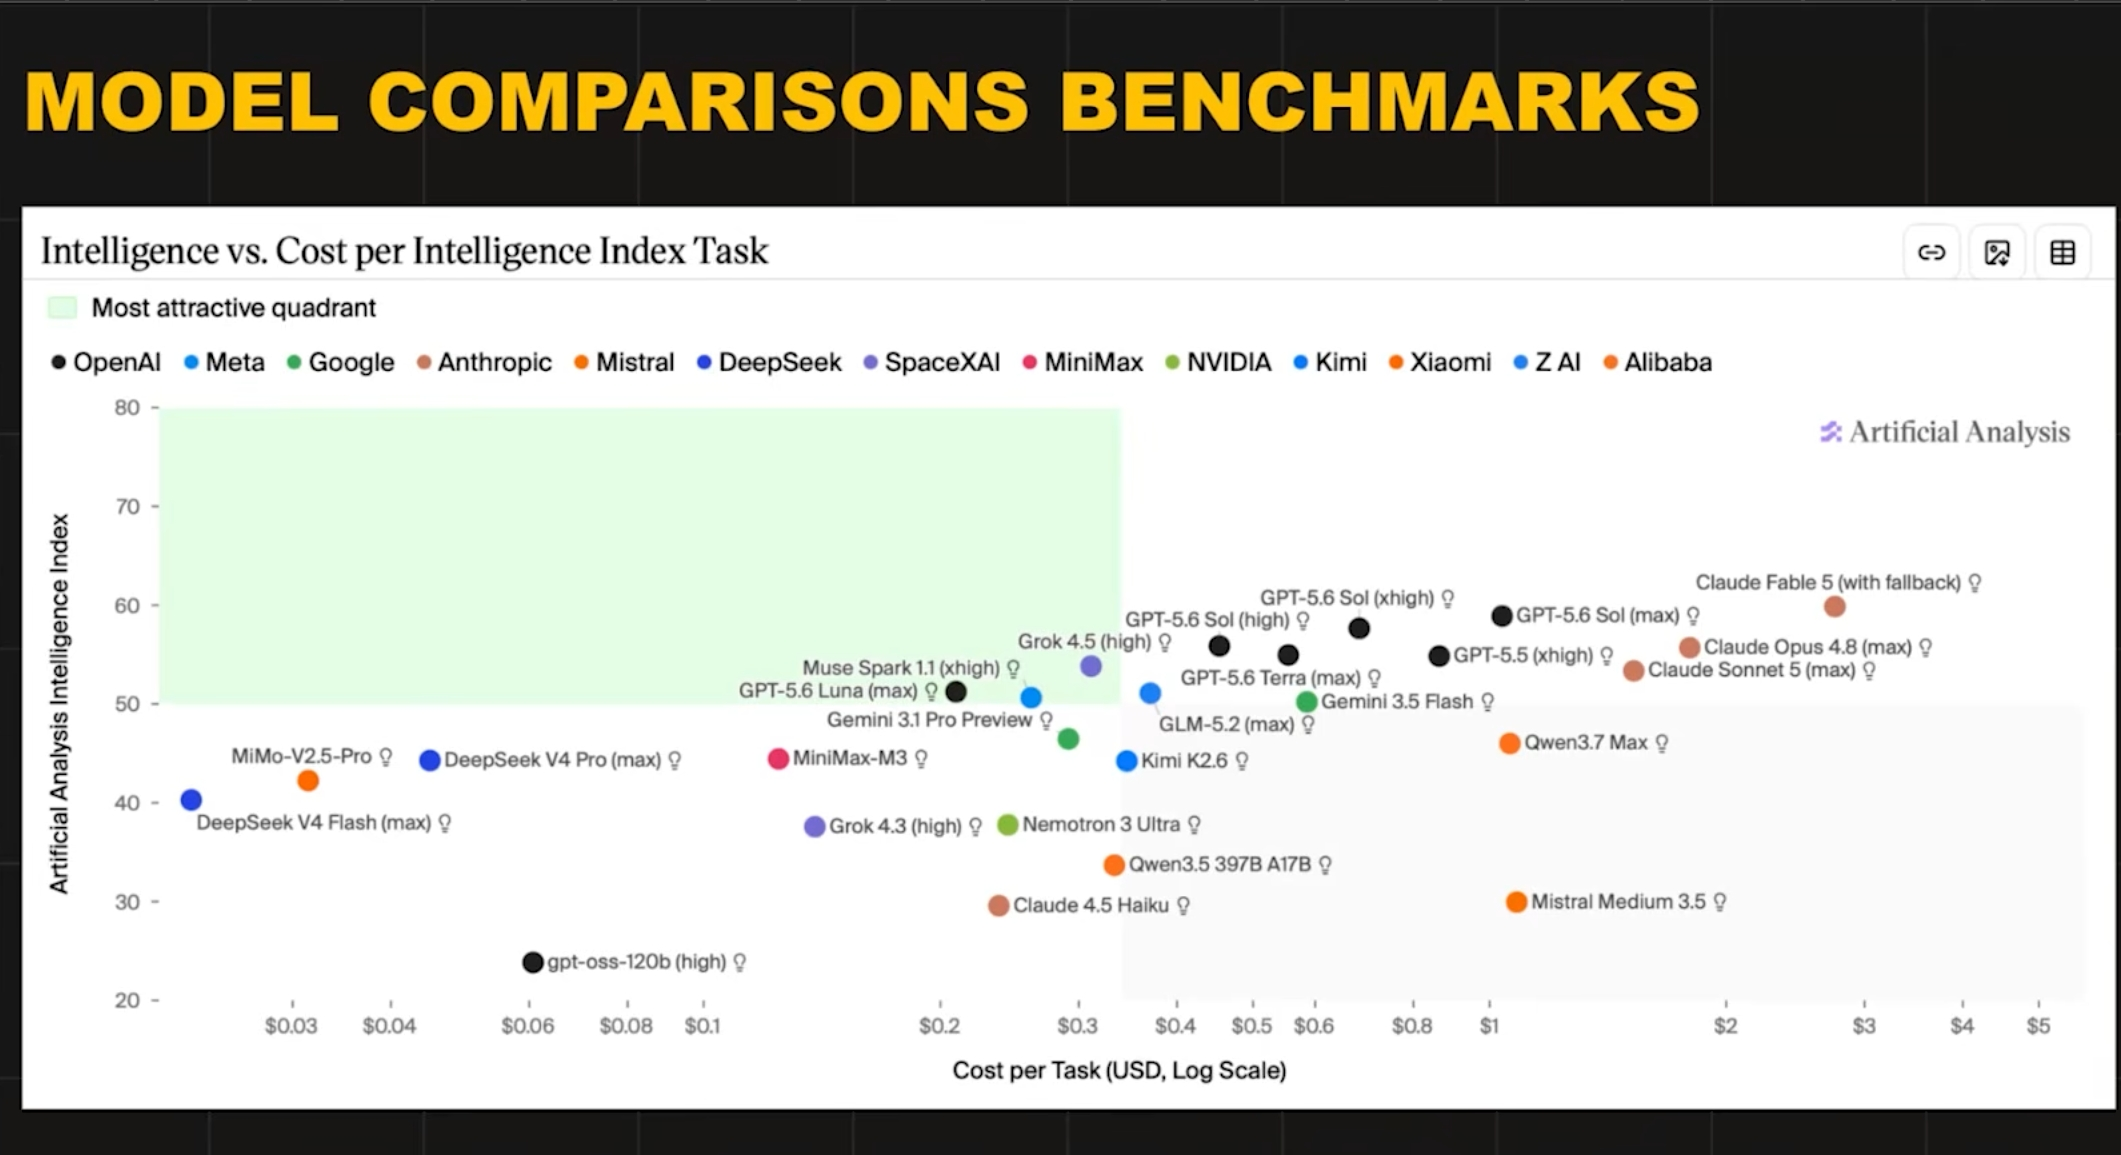 MODEL COMPARISONS BENCHMARKS
Intelligence vs. Cost per Intelligence Index Task
Most attractive quadrant
OpenAI Meta Google Anthropic Mistral DeepSeek SpaceXAI MiniMax NVIDIA Kimi Xiaomi Z AI Alibaba
Artificial Analysis
Artificial Analysis Intelligence Index
80
70
60
50
40
30
20
Claude Fable 5 (with fallback)
GPT-5.6 Sol (xhigh)
GPT-5.6 Sol (high)
GPT-5.6 Sol (max)
Grok 4.5 (high)
Claude Opus 4.8 (max)
GPT-5.5 (xhigh)
Muse Spark 1.1 (xhigh)
Claude Sonnet 5 (max)
GPT-5.6 Terra (max)
GPT-5.6 Luna (max)
Gemini 3.5 Flash
Gemini 3.1 Pro Preview
GLM-5.2 (max)
Qwen3.7 Max
MiMo-V2.5-Pro
DeepSeek V4 Pro (max)
MiniMax-M3
Kimi K2.6
DeepSeek V4 Flash (max)
Grok 4.3 (high)
Nemotron 3 Ultra
Qwen3.5 397B A17B
Claude 4.5 Haiku
Mistral Medium 3.5
gpt-oss-120b (high)
$0.03 $0.04 $0.06 $0.08 $0.1 $0.2 $0.3 $0.4 $0.5 $0.6 $0.8 $1 $2 $3 $4 $5
Cost per Task (USD, Log Scale)